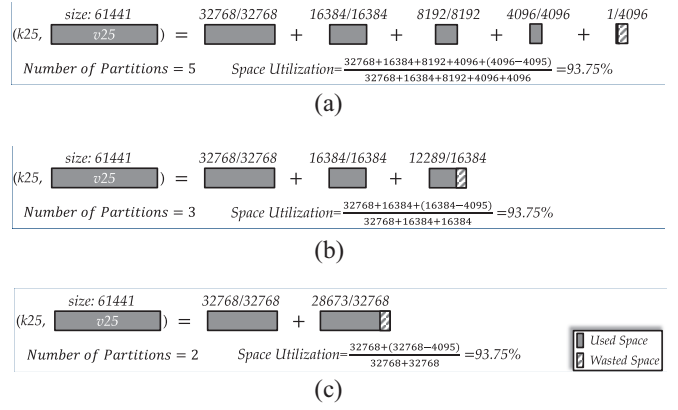 size: 61441 32768/32768 16384/16384 8192/8192 4096/4096 1/4096
(k25, v25 ) = + + + +
Number of Partitions = 5 Space Utilization= 32768+16384+8192+4096+(4096−4095) / 32768+16384+8192+4096+4096 =93.75%
(a)
size: 61441 32768/32768 16384/16384 12289/16384
(k25, v25 ) = + +
Number of Partitions = 3 Space Utilization= 32768+16384+(16384−4095) / 32768+16384+16384 =93.75%
(b)
size: 61441 32768/32768 28673/32768
(k25, v25 ) = +
Number of Partitions = 2 Space Utilization= 32768+(32768−4095) / 32768+32768 =93.75%
Used Space
Wasted Space
(c)